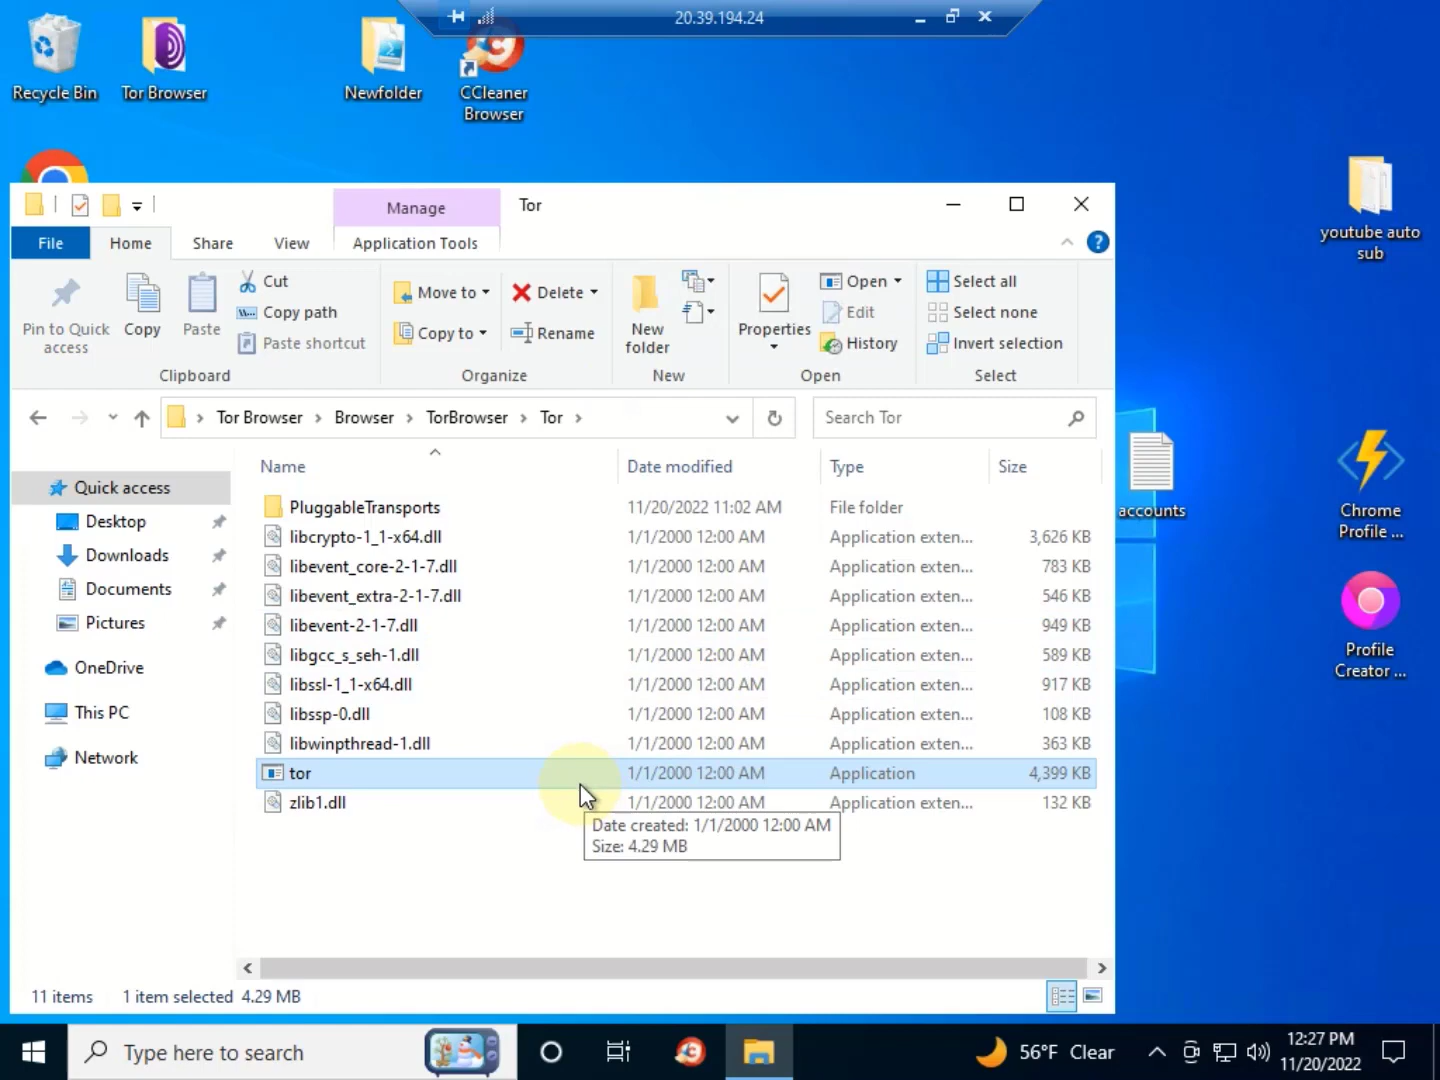 20.39.194.24
Recycle Bin
Tor Browser
Newfolder
CCleaner
Browser
youtube auto
sub
accounts
Chrome
Profile ...
Profile
Creator ...
Manage
Tor
File
Home
Share
View
Application Tools
Pin to Quick
access
Copy
Paste
Cut
Copy path
Paste shortcut
Clipboard
Move to
Copy to
Delete
Rename
Organize
New
folder
New
Properties
Open
Edit
History
Open
Select all
Select none
Invert selection
Select
Tor Browser › Browser › TorBrowser › Tor ›
Search Tor
Name Date modified Type Size
Quick access
Desktop
Downloads
Documents
Pictures
OneDrive
This PC
Network
PluggableTransports 11/20/2022 11:02 AM File folder
libcrypto-1_1-x64.dll 1/1/2000 12:00 AM Application exten... 3,626 KB
libevent_core-2-1-7.dll 1/1/2000 12:00 AM Application exten... 783 KB
libevent_extra-2-1-7.dll 1/1/2000 12:00 AM Application exten... 546 KB
libevent-2-1-7.dll 1/1/2000 12:00 AM Application exten... 949 KB
libgcc_s_seh-1.dll 1/1/2000 12:00 AM Application exten... 589 KB
libssl-1_1-x64.dll 1/1/2000 12:00 AM Application exten... 917 KB
libssp-0.dll 1/1/2000 12:00 AM Application exten... 108 KB
libwinpthread-1.dll 1/1/2000 12:00 AM Application exten... 363 KB
tor 1/1/2000 12:00 AM Application 4,399 KB
zlib1.dll 1/1/2000 12:00 AM Application exten... 132 KB
Date created: 1/1/2000 12:00 AM
Size: 4.29 MB
11 items 1 item selected 4.29 MB
Type here to search
56°F Clear
12:27 PM
11/20/2022